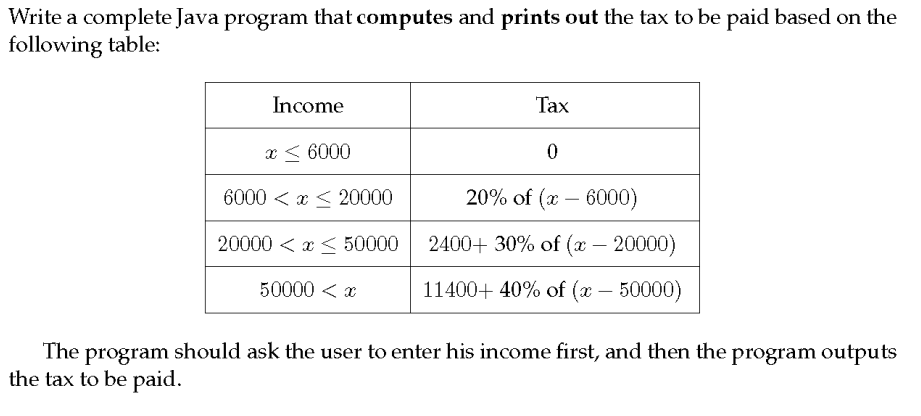 Write a complete Java program that computes and prints out the tax to be paid based on the
following table:
Income Tax
x ≤ 6000 0
6000 < x ≤ 20000 20% of (x − 6000)
20000 < x ≤ 50000 2400+ 30% of (x − 20000)
50000 < x 11400+ 40% of (x − 50000)
The program should ask the user to enter his income first, and then the program outputs
the tax to be paid.